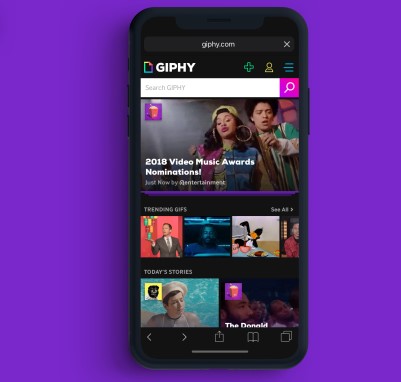 giphy.com
GIPHY
Search GIPHY
2018 Video Music Awards
Nominations!
Just Now by @entertainment
TRENDING GIFS
See All >
TODAY'S STORIES
The Donald